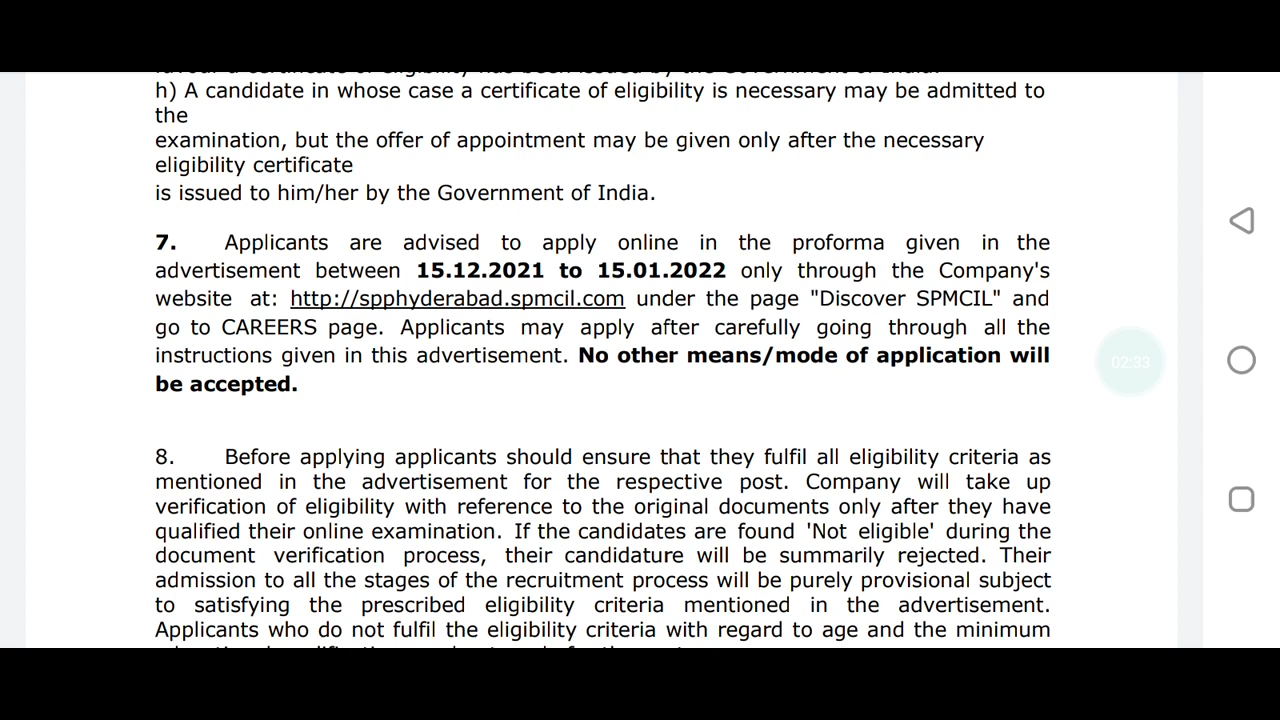 h) A candidate in whose case a certificate of eligibility is necessary may be admitted to
the
examination, but the offer of appointment may be given only after the necessary
eligibility certificate
is issued to him/her by the Government of India.
7. Applicants are advised to apply online in the proforma given in the
advertisement between 15.12.2021 to 15.01.2022 only through the Company's
website at: http://spphyderabad.spmcil.com under the page "Discover SPMCIL" and
go to CAREERS page. Applicants may apply after carefully going through all the
instructions given in this advertisement. No other means/mode of application will
be accepted.
02:33
8. Before applying applicants should ensure that they fulfil all eligibility criteria as
mentioned in the advertisement for the respective post. Company will take up
verification of eligibility with reference to the original documents only after they have
qualified their online examination. If the candidates are found 'Not eligible' during the
document verification process, their candidature will be summarily rejected. Their
admission to all the stages of the recruitment process will be purely provisional subject
to satisfying the prescribed eligibility criteria mentioned in the advertisement.
Applicants who do not fulfil the eligibility criteria with regard to age and the minimum